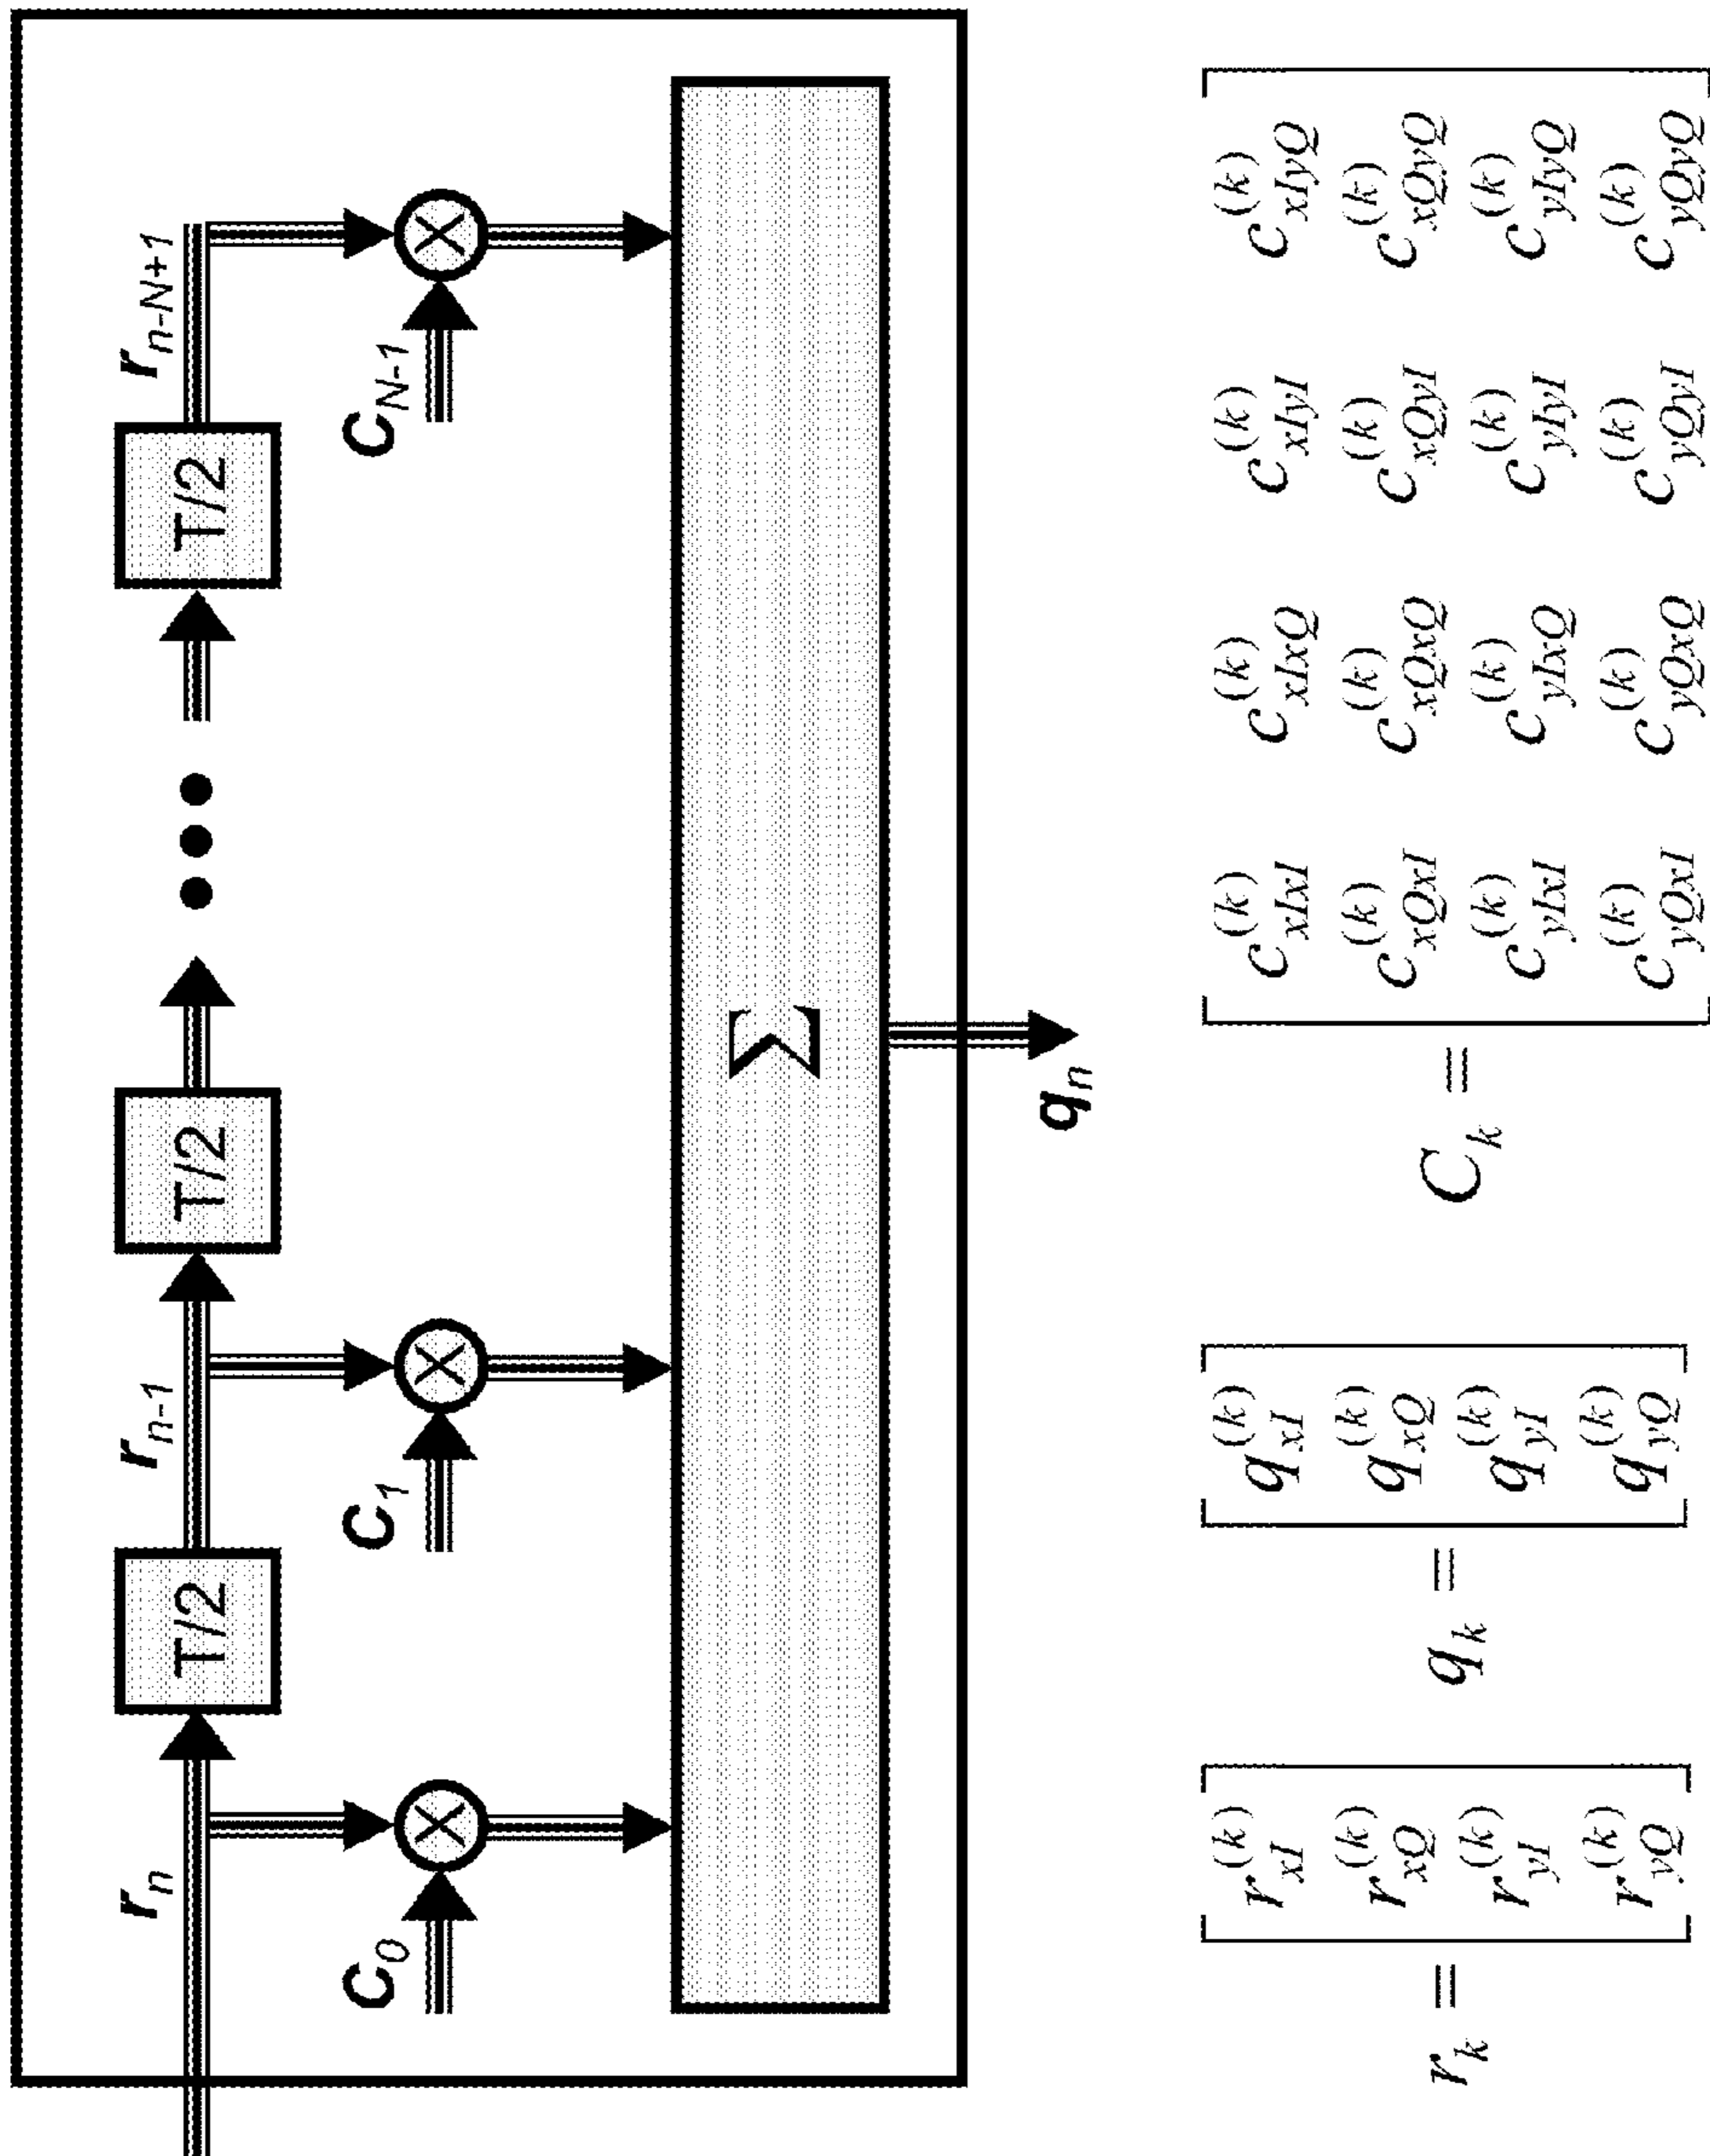 r_n T/2 r_{n-1} T/2 ••• T/2 r_{n-N+1}
C_0 × C_1 × C_{N-1} ×
Σ
q_n
r_k = [ r_{xI}^{(k)} q_k = [ q_{xI}^{(k)} C_k = [ c_{xIxI}^{(k)} c_{xIxQ}^{(k)} c_{xIyI}^{(k)} c_{xIyQ}^{(k)}
r_{xQ}^{(k)} q_{xQ}^{(k)} c_{xQxI}^{(k)} c_{xQxQ}^{(k)} c_{xQyI}^{(k)} c_{xQyQ}^{(k)}
r_{yI}^{(k)} q_{yI}^{(k)} c_{yIxI}^{(k)} c_{yIxQ}^{(k)} c_{yIyI}^{(k)} c_{yIyQ}^{(k)}
r_{yQ}^{(k)} ] q_{yQ}^{(k)} ] c_{yQxI}^{(k)} c_{yQxQ}^{(k)} c_{yQyI}^{(k)} c_{yQyQ}^{(k)} ]